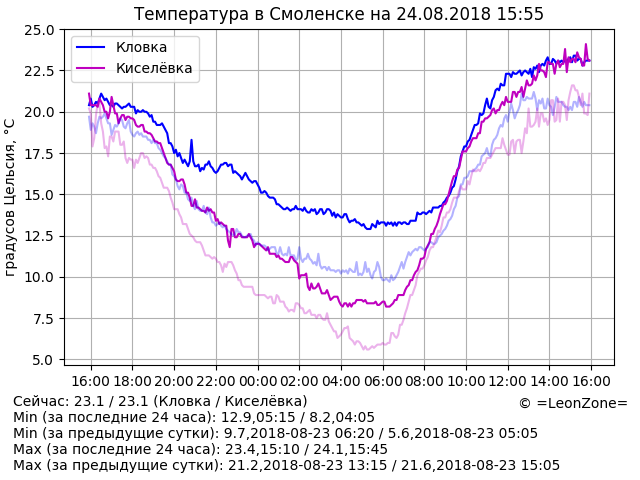 Температура в Смоленске на 24.08.2018 15:55
Кловка
Киселёвка
градусов Цельсия, °C
25.0
22.5
20.0
17.5
15.0
12.5
10.0
7.5
5.0
16:00 18:00 20:00 22:00 00:00 02:00 04:00 06:00 08:00 10:00 12:00 14:00 16:00
Сейчас: 23.1 / 23.1 (Кловка / Киселёвка)
© =LeonZone=
Min (за последние 24 часа): 12.9,05:15 / 8.2,04:05
Min (за предыдущие сутки): 9.7,2018-08-23 06:20 / 5.6,2018-08-23 05:05
Max (за последние 24 часа): 23.4,15:10 / 24.1,15:45
Max (за предыдущие сутки): 21.2,2018-08-23 13:15 / 21.6,2018-08-23 15:05